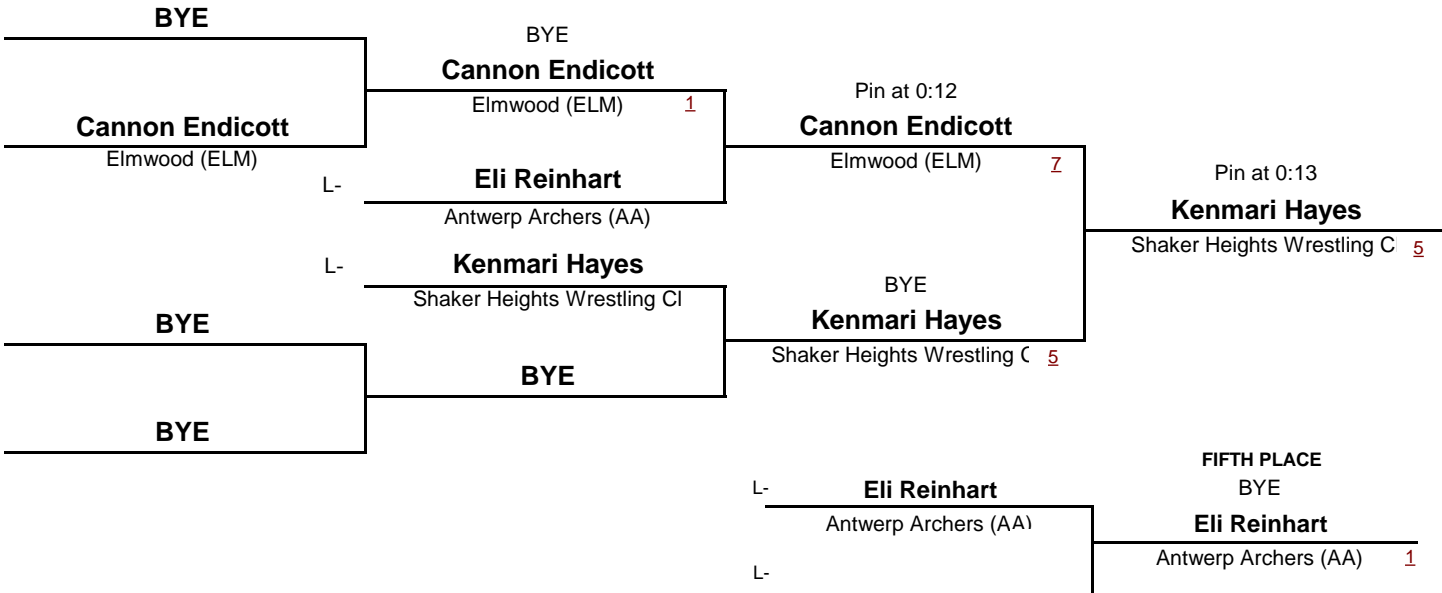 BYE
BYE
Cannon Endicott
Elmwood (ELM) 1
Pin at 0:12
Cannon Endicott
Elmwood (ELM) 7
Cannon Endicott
Elmwood (ELM)
L- Eli Reinhart
Antwerp Archers (AA)
Pin at 0:13
Kenmari Hayes
Shaker Heights Wrestling Cl 5
L- Kenmari Hayes
Shaker Heights Wrestling Cl
BYE
Kenmari Hayes
Shaker Heights Wrestling C 5
BYE
BYE
BYE
FIFTH PLACE
BYE
L- Eli Reinhart
Antwerp Archers (AA)
Eli Reinhart
Antwerp Archers (AA) 1
L-